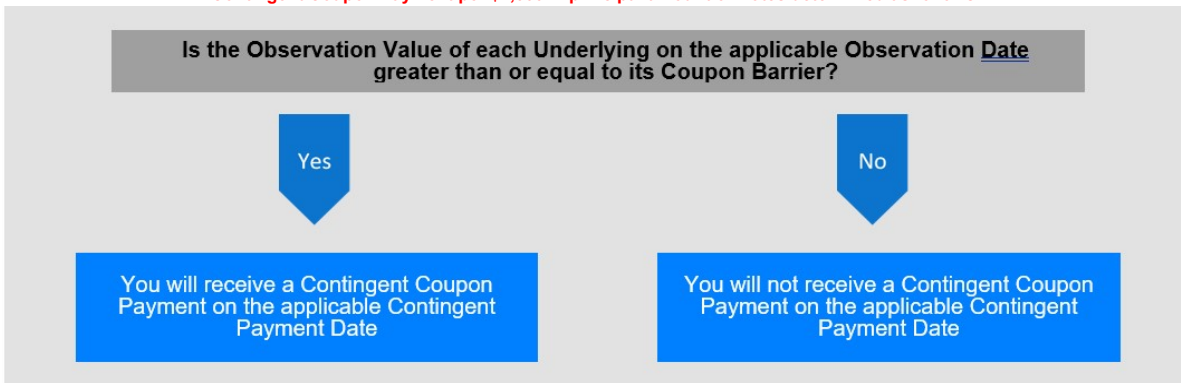 Is the Observation Value of each Underlying on the applicable Observation Date
greater than or equal to its Coupon Barrier?
Yes
No
You will receive a Contingent Coupon
Payment on the applicable Contingent
Payment Date
You will not receive a Contingent Coupon
Payment on the applicable Contingent
Payment Date